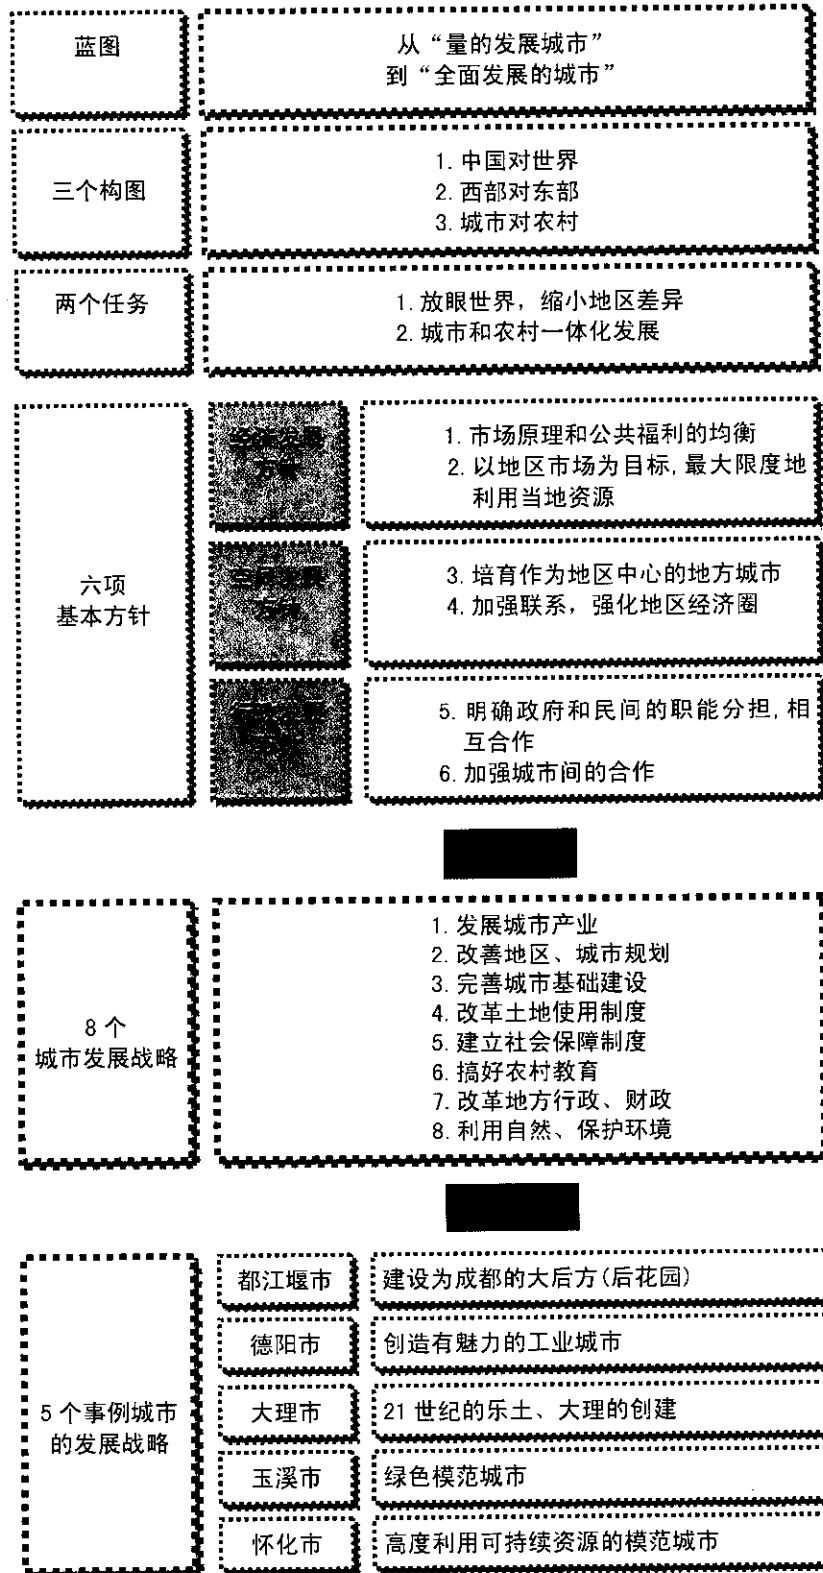 蓝图
从“量的发展城市”
到“全面发展的城市”
三个构图
1. 中国对世界
2. 西部对东部
3. 城市对农村
两个任务
1. 放眼世界，缩小地区差异
2. 城市和农村一体化发展
六项
基本方针
经济发展
方针
1. 市场原理和公共福利的均衡
2. 以地区市场为目标,最大限度地
利用当地资源
发展
方针
3. 培育作为地区中心的地方城市
4. 加强联系，强化地区经济圈
5. 明确政府和民间的职能分担,相
互合作
6. 加强城市间的合作
8个
城市发展战略
1. 发展城市产业
2. 改善地区、城市规划
3. 完善城市基础建设
4. 改革土地使用制度
5. 建立社会保障制度
6. 搞好农村教育
7. 改革地方行政、财政
8. 利用自然、保护环境
5个事例城市
的发展战略
都江堰市
建设为成都的大后方(后花园)
德阳市
创造有魅力的工业城市
大理市
21世纪的乐土、大理的创建
玉溪市
绿色模范城市
怀化市
高度利用可持续资源的模范城市